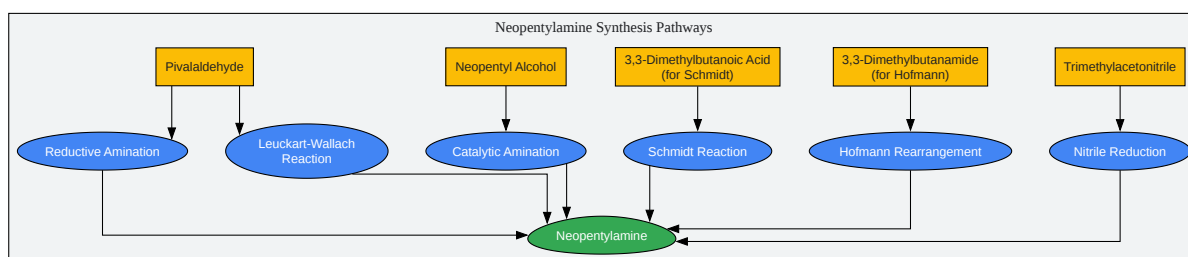 Neopentylamine Synthesis Pathways
Pivalaldehyde
Neopentyl Alcohol
3,3-Dimethylbutanoic Acid
(for Schmidt)
3,3-Dimethylbutanamide
(for Hofmann)
Trimethylacetonitrile
Reductive Amination
Leuckart-Wallach
Reaction
Catalytic Amination
Schmidt Reaction
Hofmann Rearrangement
Nitrile Reduction
Neopentylamine